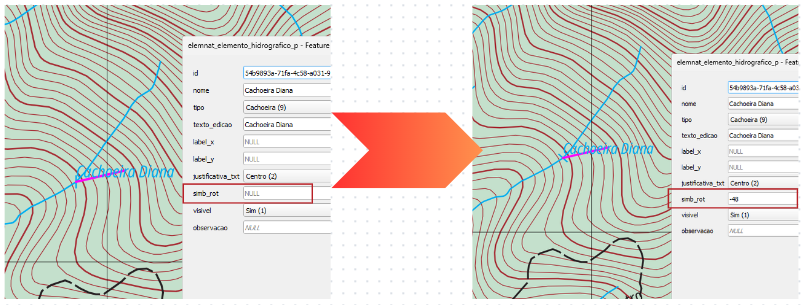 Cachoeira Diana
elemnat_elemento_hidrografico_p - Feature
id 54b9893a-71fa-4c58-a031-9
nome Cachoeira Diana
tipo Cachoeira (9)
texto_edicao Cachoeira Diana
label_x NULL
label_y NULL
justificativa_txt Centro (2)
simb_rot NULL
visivel Sim (1)
observacao NULL
Cachoeira Diana
elemnat_elemento_hidrografico_p - Featur
id 54b9893a-71fa-4c58-a03
nome Cachoeira Diana
tipo Cachoeira (9)
texto_edicao Cachoeira Diana
label_x NULL
label_y NULL
justificativa_txt Centro (2)
simb_rot -48
visivel Sim (1)
observacao NULL